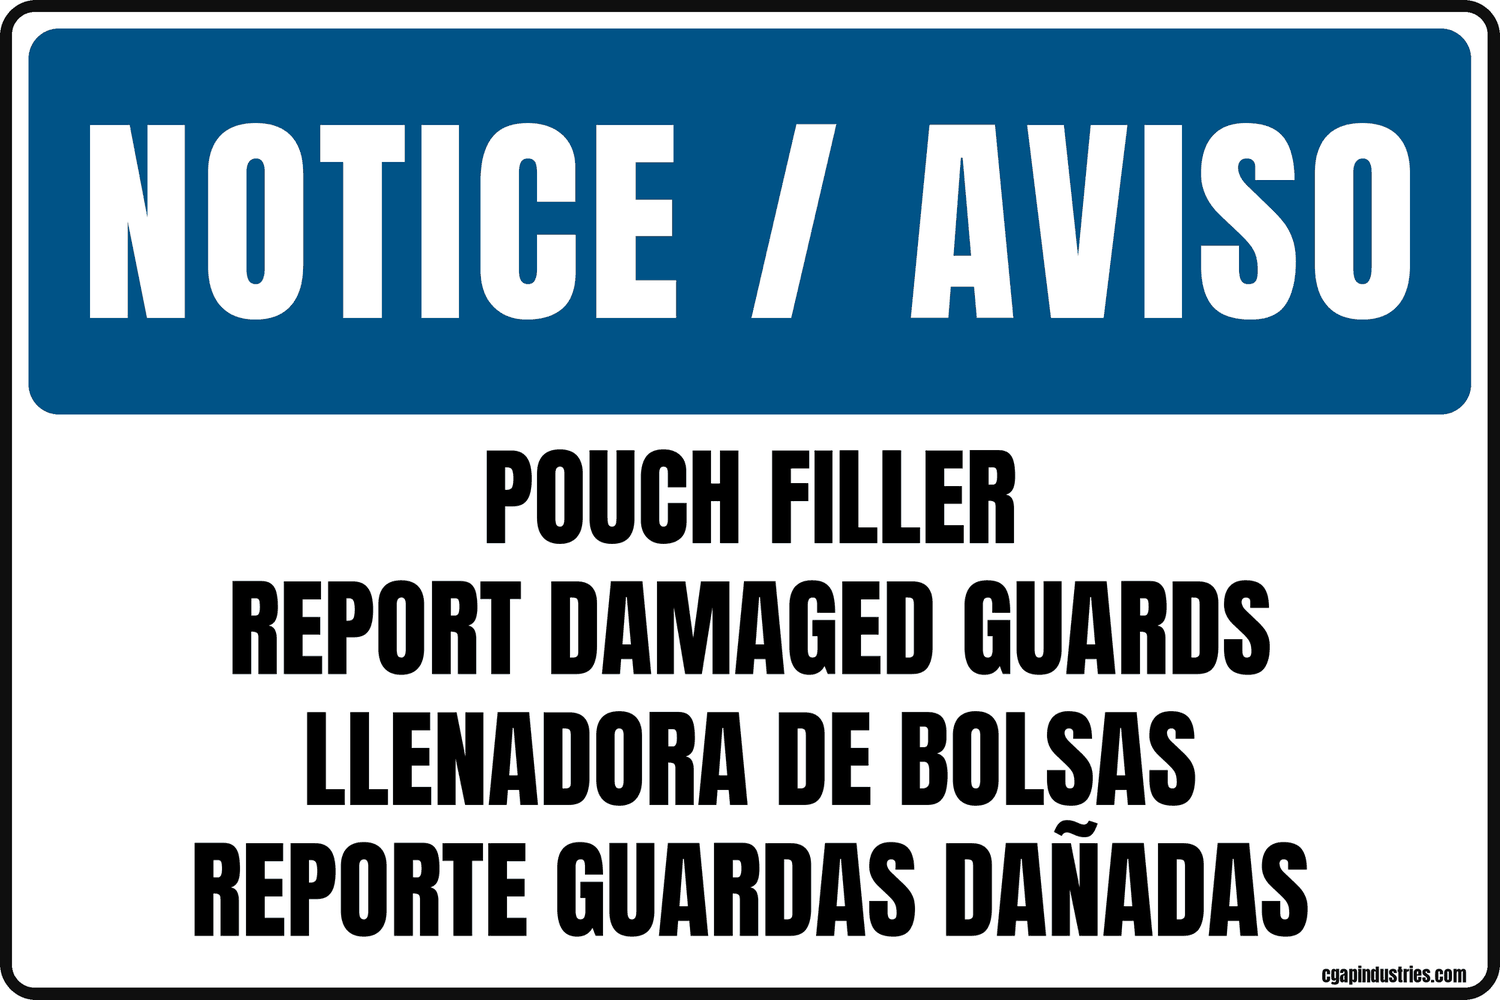 NOTICE / AVISO
POUCH FILLER
REPORT DAMAGED GUARDS
LLENADORA DE BOLSAS
REPORTE GUARDAS DAÑADAS
cgapindustries.com